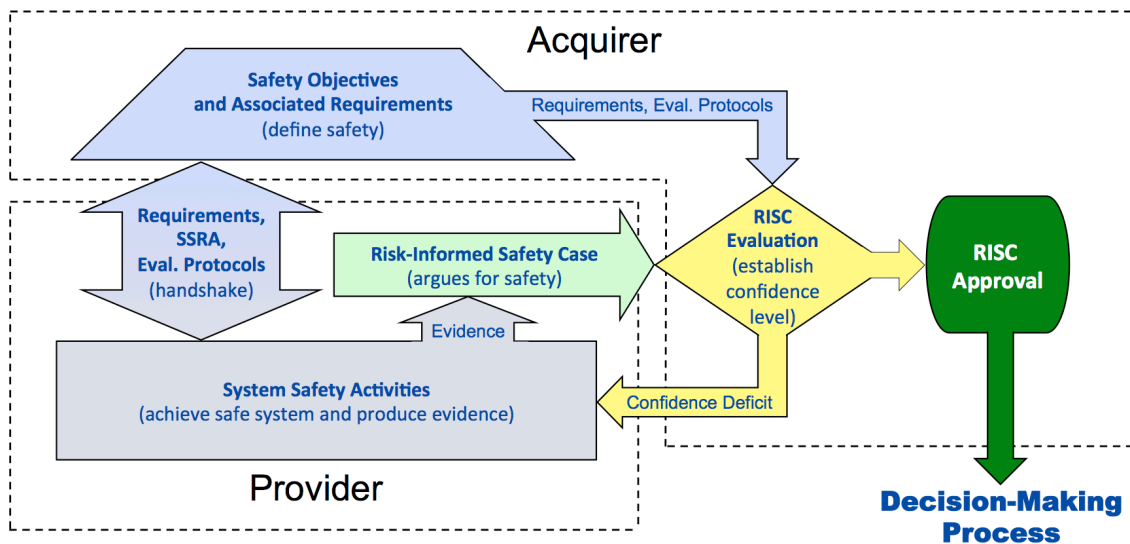 Acquirer
Safety Objectives
and Associated Requirements
(define safety)
Requirements, Eval. Protocols
Requirements,
SSRA,
Eval. Protocols
(handshake)
Risk-Informed Safety Case
(argues for safety)
RISC
Evaluation
(establish
confidence
level)
RISC
Approval
Evidence
System Safety Activities
(achieve safe system and produce evidence)
Confidence Deficit
Provider
Decision-Making
Process